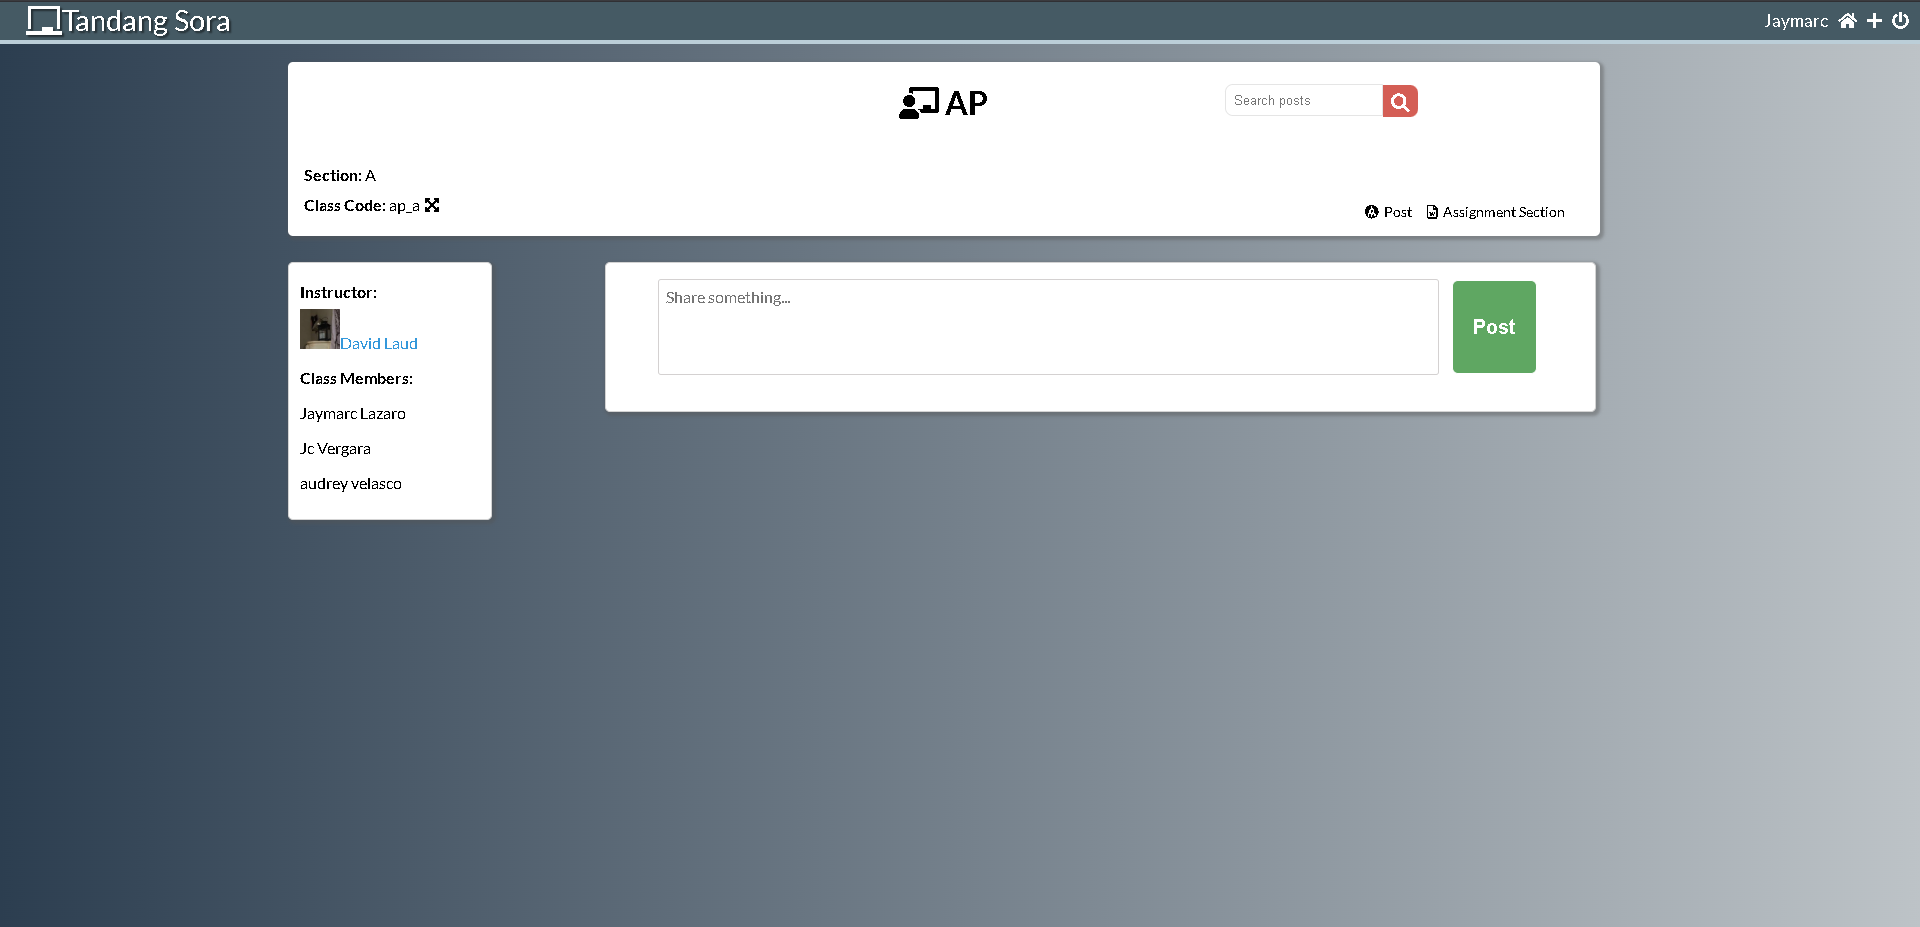 Tandang Sora
Jaymarc
AP
Search posts
Section: A
Class Code: ap_a
Post
Assignment Section
Instructor:
David Laud
Class Members:
Jaymarc Lazaro
Jc Vergara
audrey velasco
Share something...
Post